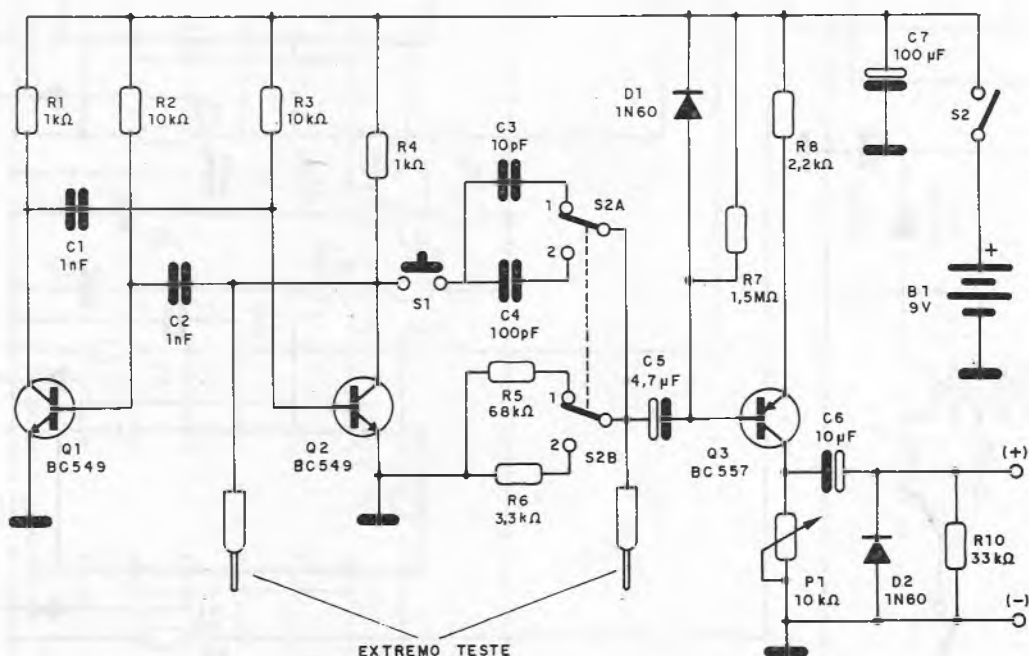 R1
1kΩ
R2
10kΩ
R3
10kΩ
R4
1kΩ
C1
1nF
C2
1nF
Q1
BC549
Q2
BC549
S1
C3
10pF
C4
100pF
1
2
S2A
R5
68kΩ
R6
3,3kΩ
1
2
S2B
C5
4,7µF
D1
1N60
R7
1,5MΩ
R8
2,2kΩ
Q3
BC557
C6
10µF
P1
10kΩ
D2
1N60
R10
33kΩ
(+)
(-)
C7
100µF
S2
+
B1
9V
EXTREMO TESTE